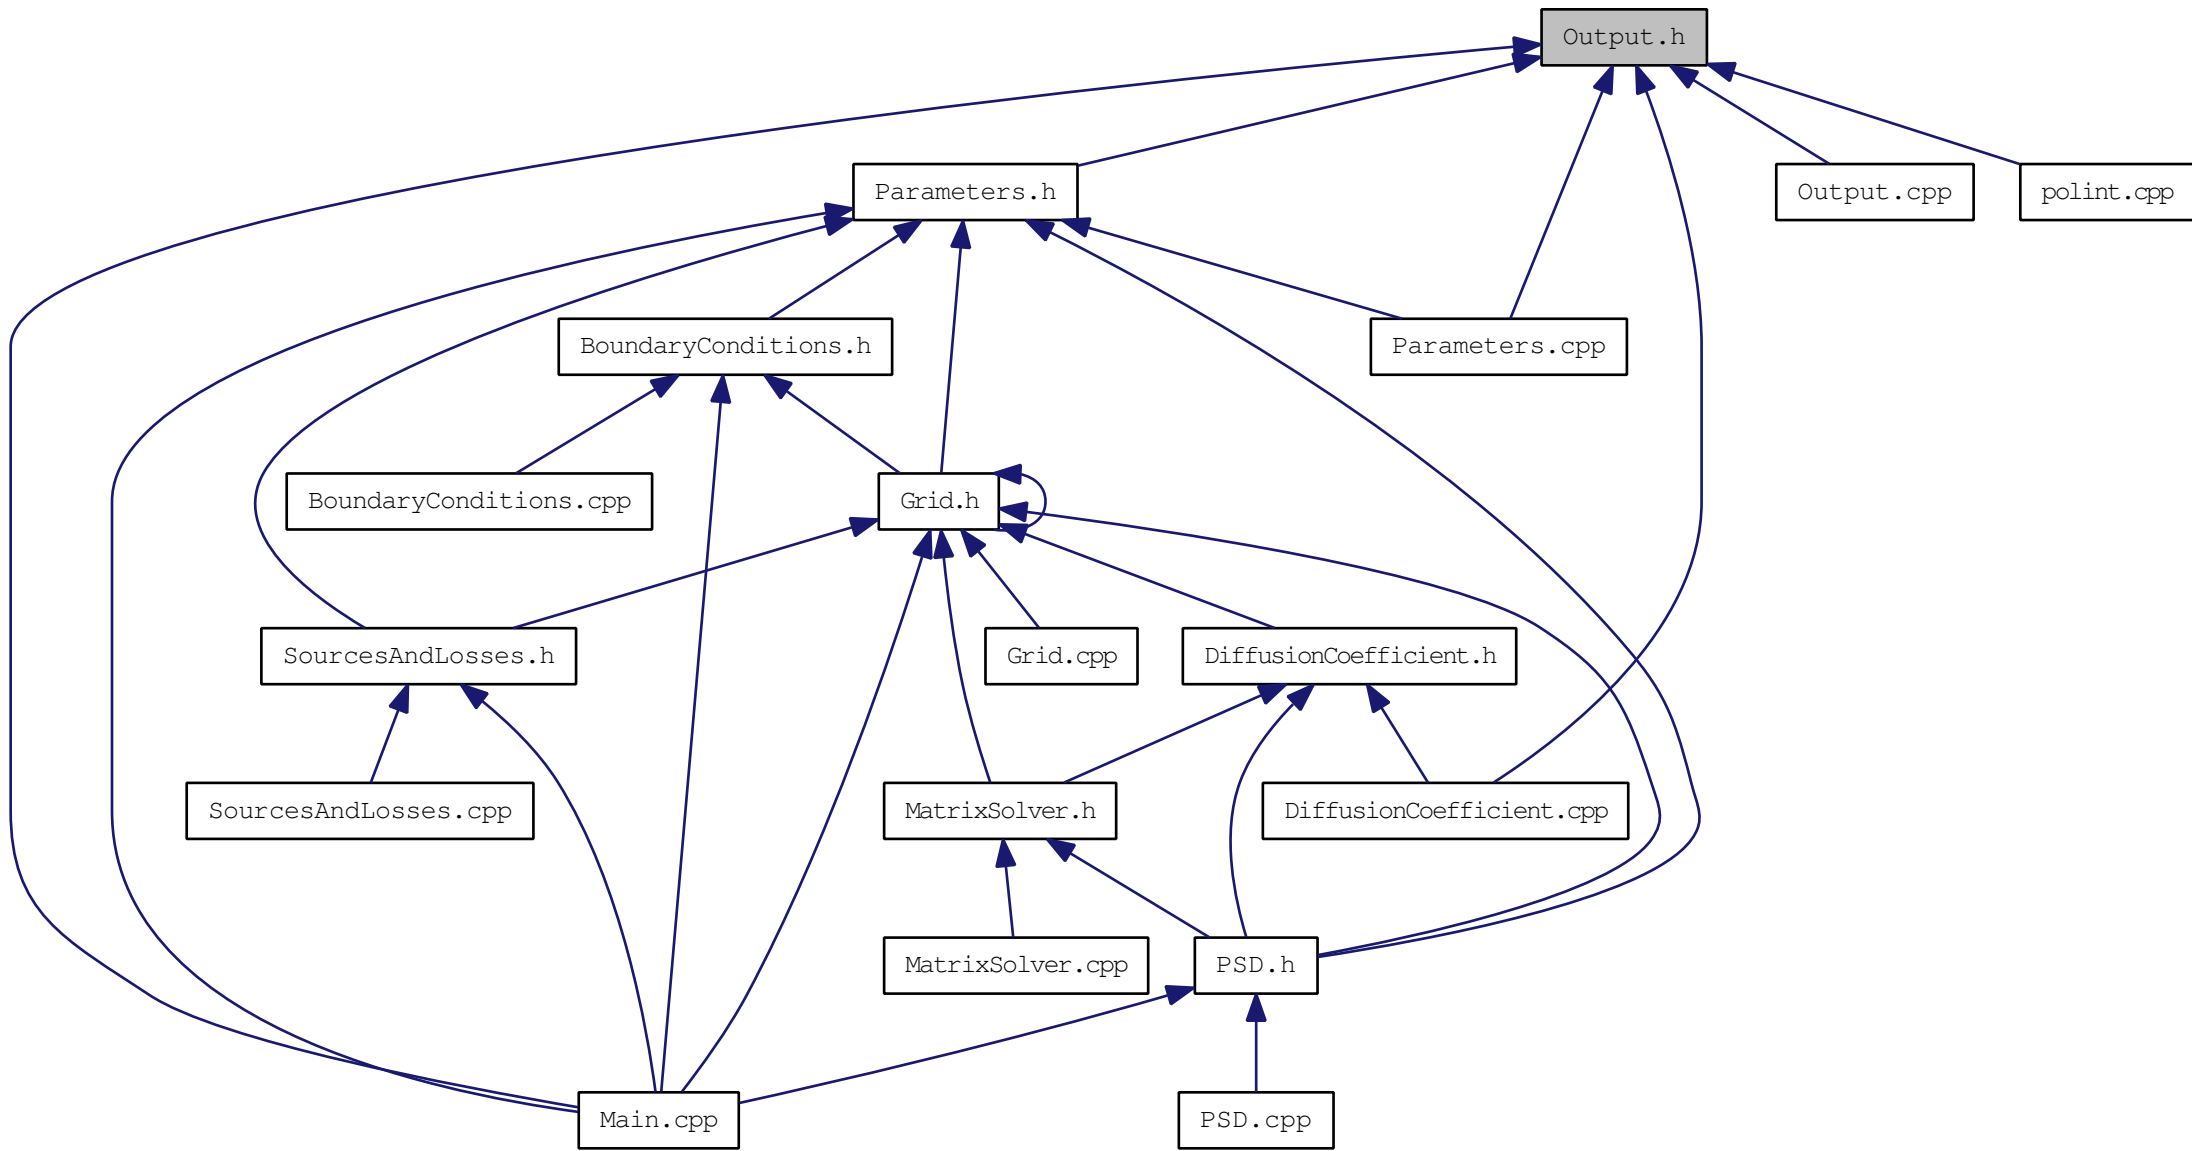 Output.h
Parameters.h
Output.cpp
polint.cpp
BoundaryConditions.h
Parameters.cpp
BoundaryConditions.cpp
Grid.h
SourcesAndLosses.h
Grid.cpp
DiffusionCoefficient.h
SourcesAndLosses.cpp
MatrixSolver.h
DiffusionCoefficient.cpp
MatrixSolver.cpp
PSD.h
Main.cpp
PSD.cpp